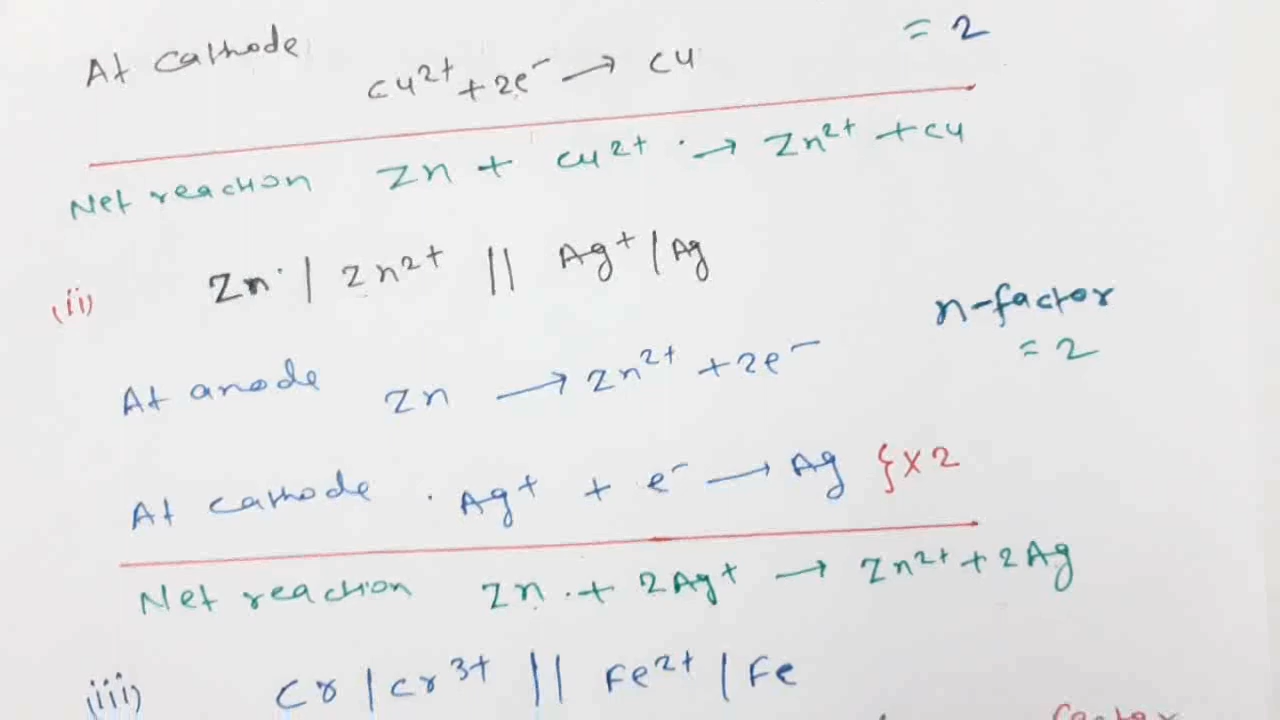 = 2
At cathode Cu²⁺ + 2e⁻ → Cu
Net reaction Zn + Cu²⁺ → Zn²⁺ + Cu
(ii) Zn | Zn²⁺ || Ag⁺ | Ag
n-factor
= 2
At anode Zn → Zn²⁺ + 2e⁻
At cathode Ag⁺ + e⁻ → Ag } × 2
Net reaction Zn + 2Ag⁺ → Zn²⁺ + 2Ag
(iii) Cr | Cr³⁺ || Fe²⁺ | Fe